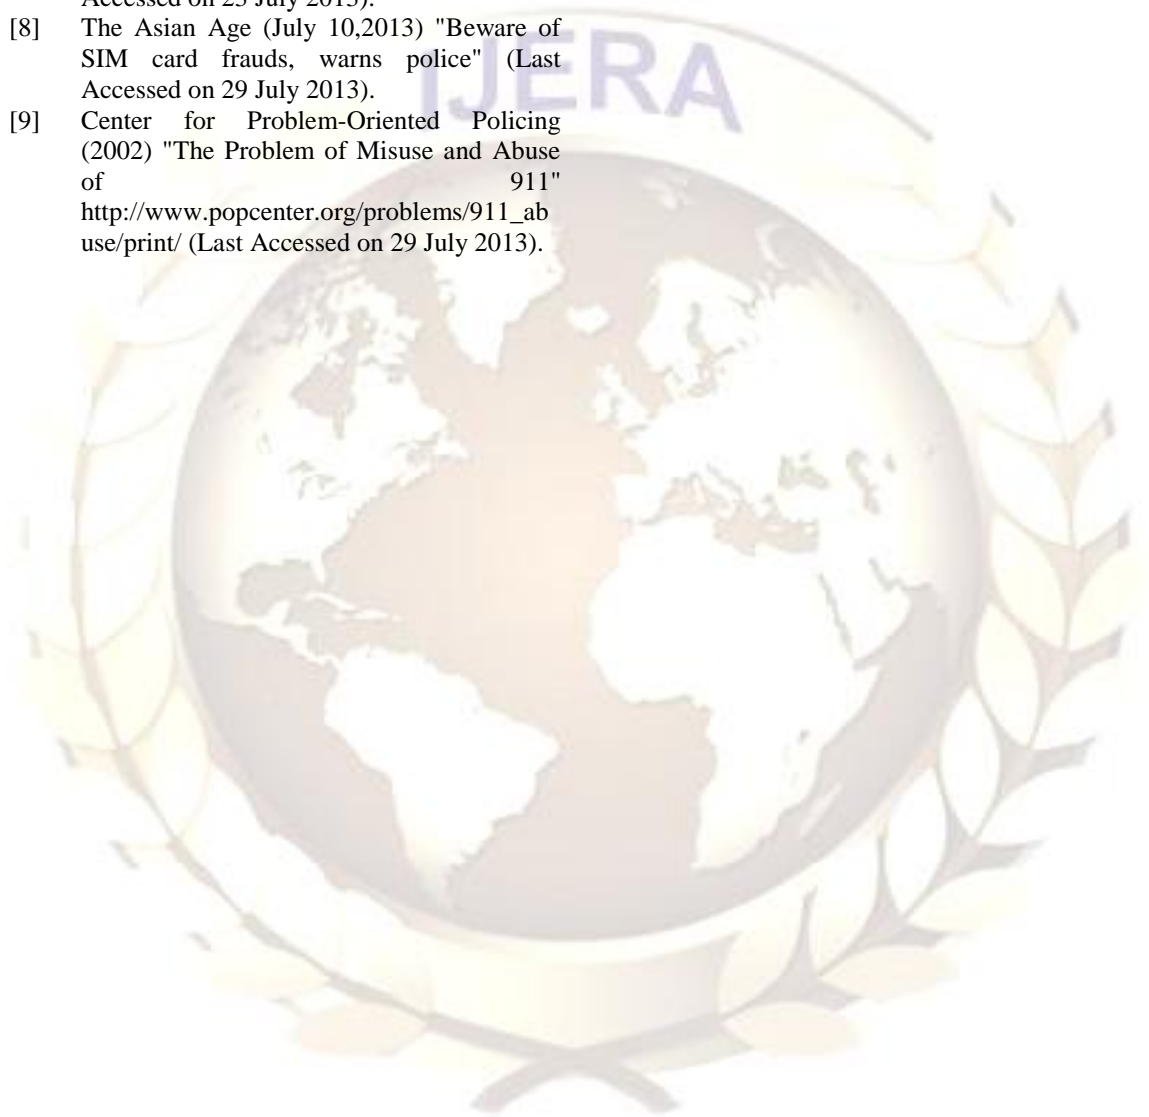 Accessed on 25 July 2013).
[8] The Asian Age (July 10,2013) "Beware of
SIM card frauds, warns police" (Last
Accessed on 29 July 2013).
[9] Center for Problem-Oriented Policing
(2002) "The Problem of Misuse and Abuse
of 911"
http://www.popcenter.org/problems/911_ab
use/print/ (Last Accessed on 29 July 2013).
IJERA